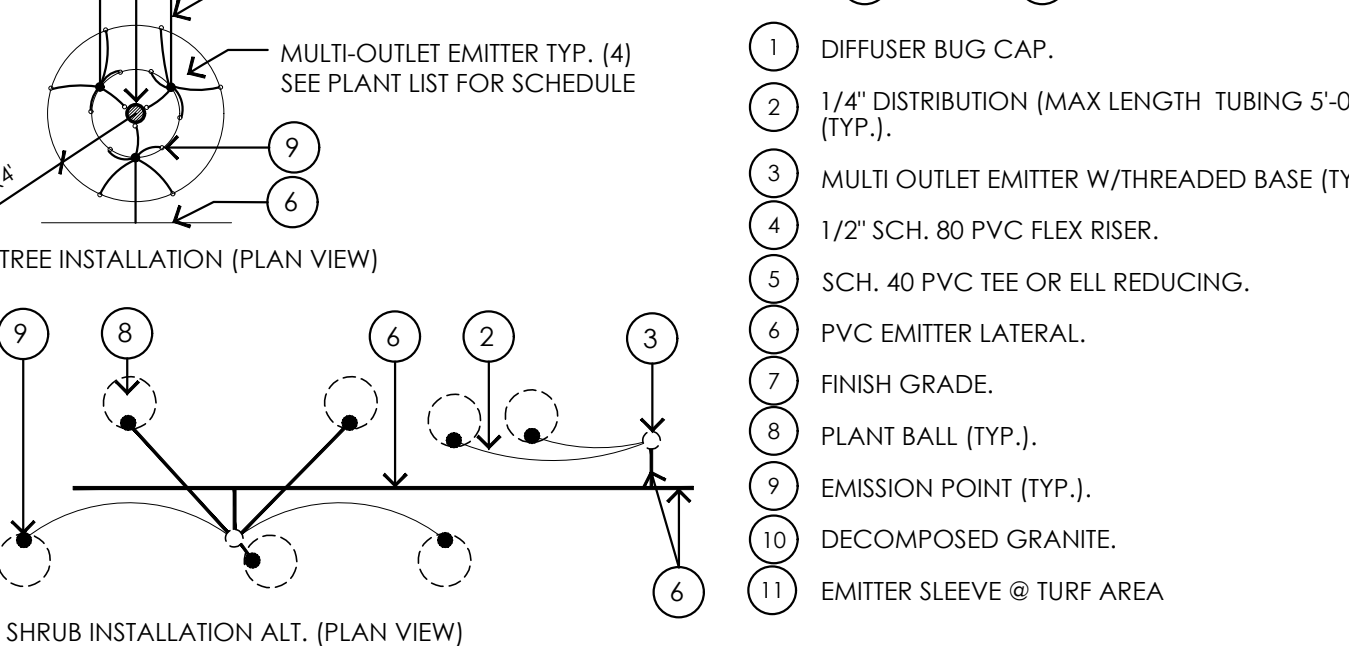 MULTI-OUTLET EMITTER TYP. (4)
SEE PLANT LIST FOR SCHEDULE
9
6
TREE INSTALLATION (PLAN VIEW)
9
8
6
2
3
6
SHRUB INSTALLATION ALT. (PLAN VIEW)
1 DIFFUSER BUG CAP.
2 1/4" DISTRIBUTION (MAX LENGTH TUBING 5'-0
(TYP.).
3 MULTI OUTLET EMITTER W/THREADED BASE (TY
4 1/2" SCH. 80 PVC FLEX RISER.
5 SCH. 40 PVC TEE OR ELL REDUCING.
6 PVC EMITTER LATERAL.
7 FINISH GRADE.
8 PLANT BALL (TYP.).
9 EMISSION POINT (TYP.).
10 DECOMPOSED GRANITE.
11 EMITTER SLEEVE @ TURF AREA